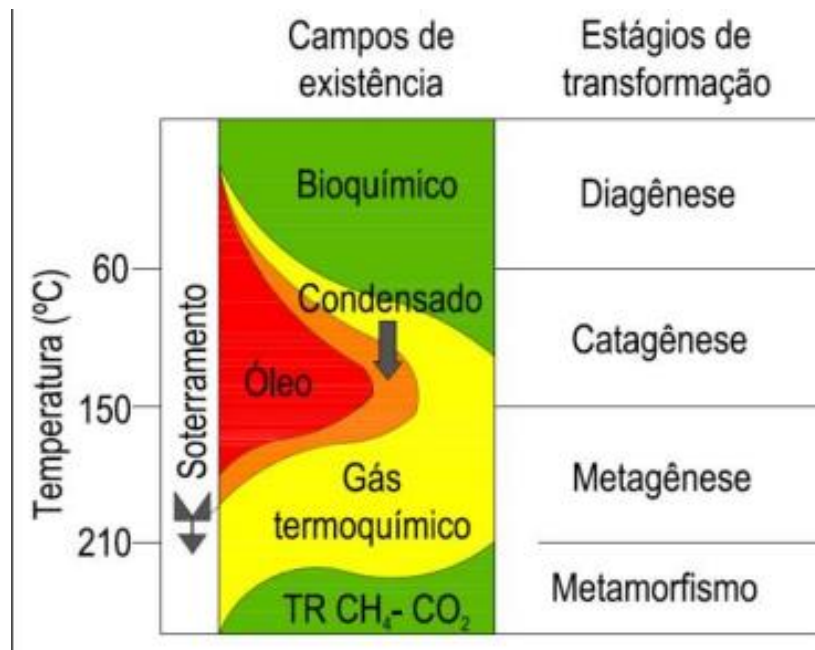 Campos de
existência
Estágios de
transformação
Temperatura (ºC)
60
150
210
Soterramento
Bioquímico
Condensado
Óleo
Gás
termoquímico
TR CH₄- CO₂
Diagênese
Catagênese
Metagênese
Metamorfismo